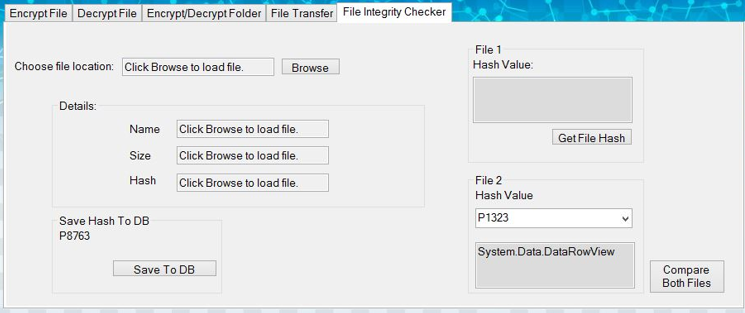 Encrypt File Decrypt File Encrypt/Decrypt Folder File Transfer File Integrity Checker
Choose file location: Click Browse to load file. Browse
Details:
Name Click Browse to load file.
Size Click Browse to load file.
Hash Click Browse to load file.
Save Hash To DB
P8763
Save To DB
File 1
Hash Value:
Get File Hash
File 2
Hash Value
P1323
System.Data.DataRowView
Compare
Both Files